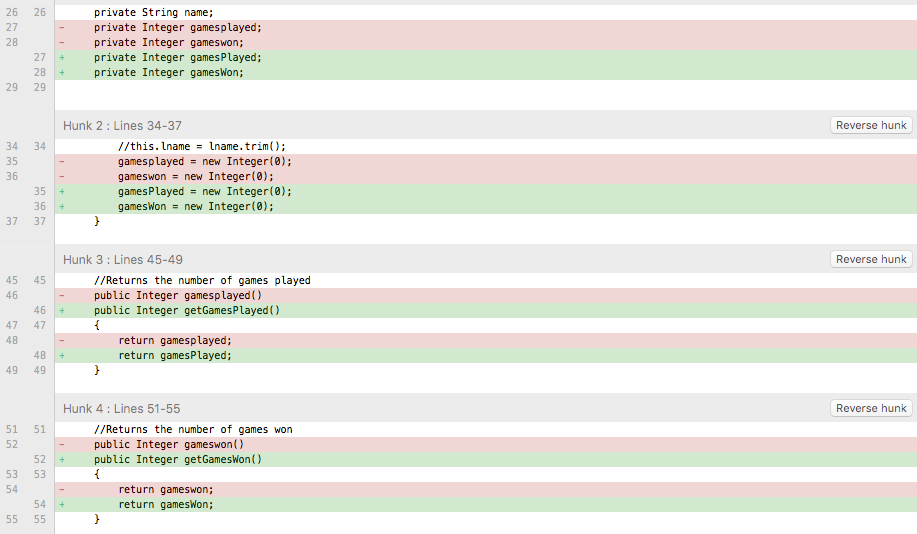 26 26 private String name;
27 - private Integer gamesplayed;
28 - private Integer gameswon;
27 + private Integer gamesPlayed;
28 + private Integer gamesWon;
29 29
Hunk 2 : Lines 34-37 Reverse hunk
34 34 //this.lname = lname.trim();
35 - gamesplayed = new Integer(0);
36 - gameswon = new Integer(0);
35 + gamesPlayed = new Integer(0);
36 + gamesWon = new Integer(0);
37 37 }
Hunk 3 : Lines 45-49 Reverse hunk
45 45 //Returns the number of games played
46 - public Integer gamesplayed()
46 + public Integer getGamesPlayed()
47 47 {
48 - return gamesplayed;
48 + return gamesPlayed;
49 49 }
Hunk 4 : Lines 51-55 Reverse hunk
51 51 //Returns the number of games won
52 - public Integer gameswon()
52 + public Integer getGamesWon()
53 53 {
54 - return gameswon;
54 + return gamesWon;
55 55 }